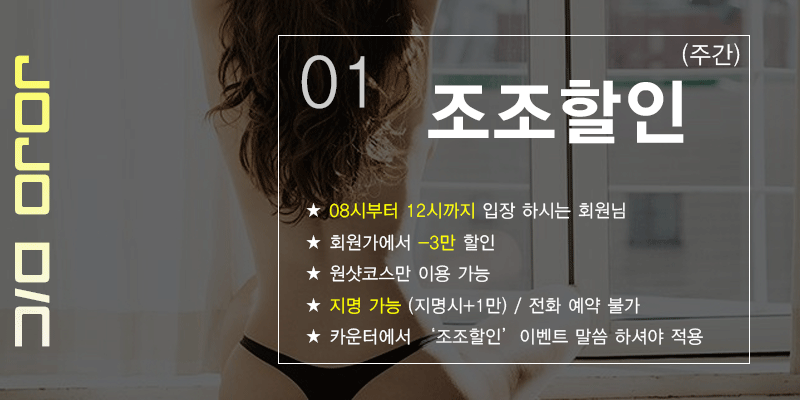 01
(주간)
조조할인
★ 08시부터 12시까지 입장 하시는 회원님
★ 회원가에서 -3만 할인
★ 원샷코스만 이용 가능
★ 지명 가능 (지명시+1만) / 전화 예약 불가
★ 카운터에서 ‘조조할인’ 이벤트 말씀 하셔야 적용